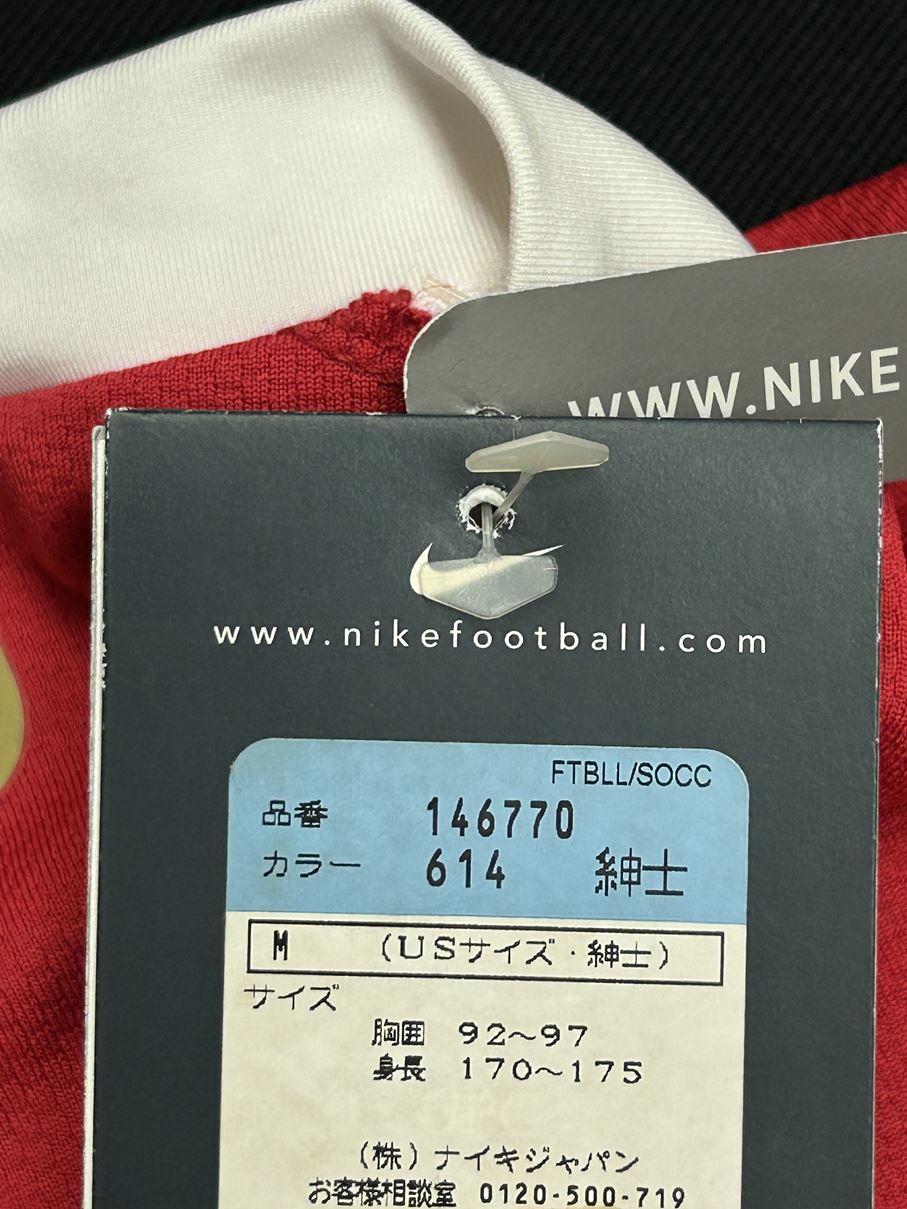 WWW.NIKE
www.nikefootball.com
FTBLL/SOCC
品番 146770
カラー 614 紳士
M (USサイズ・紳士)
サイズ
胸囲 92~97
身長 170~175
(株)ナイキジャパン
お客様相談室 0120-500-719